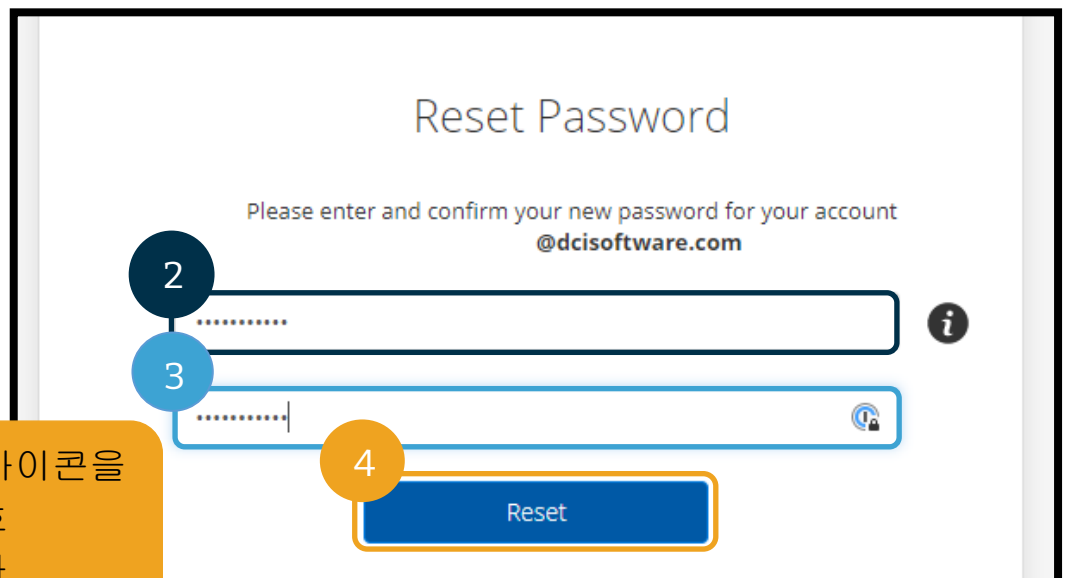 Reset Password
Please enter and confirm your new password for your account
@dcisoftware.com
2
•••••••••••
i
3
•••••••••••
4
Reset
이콘을